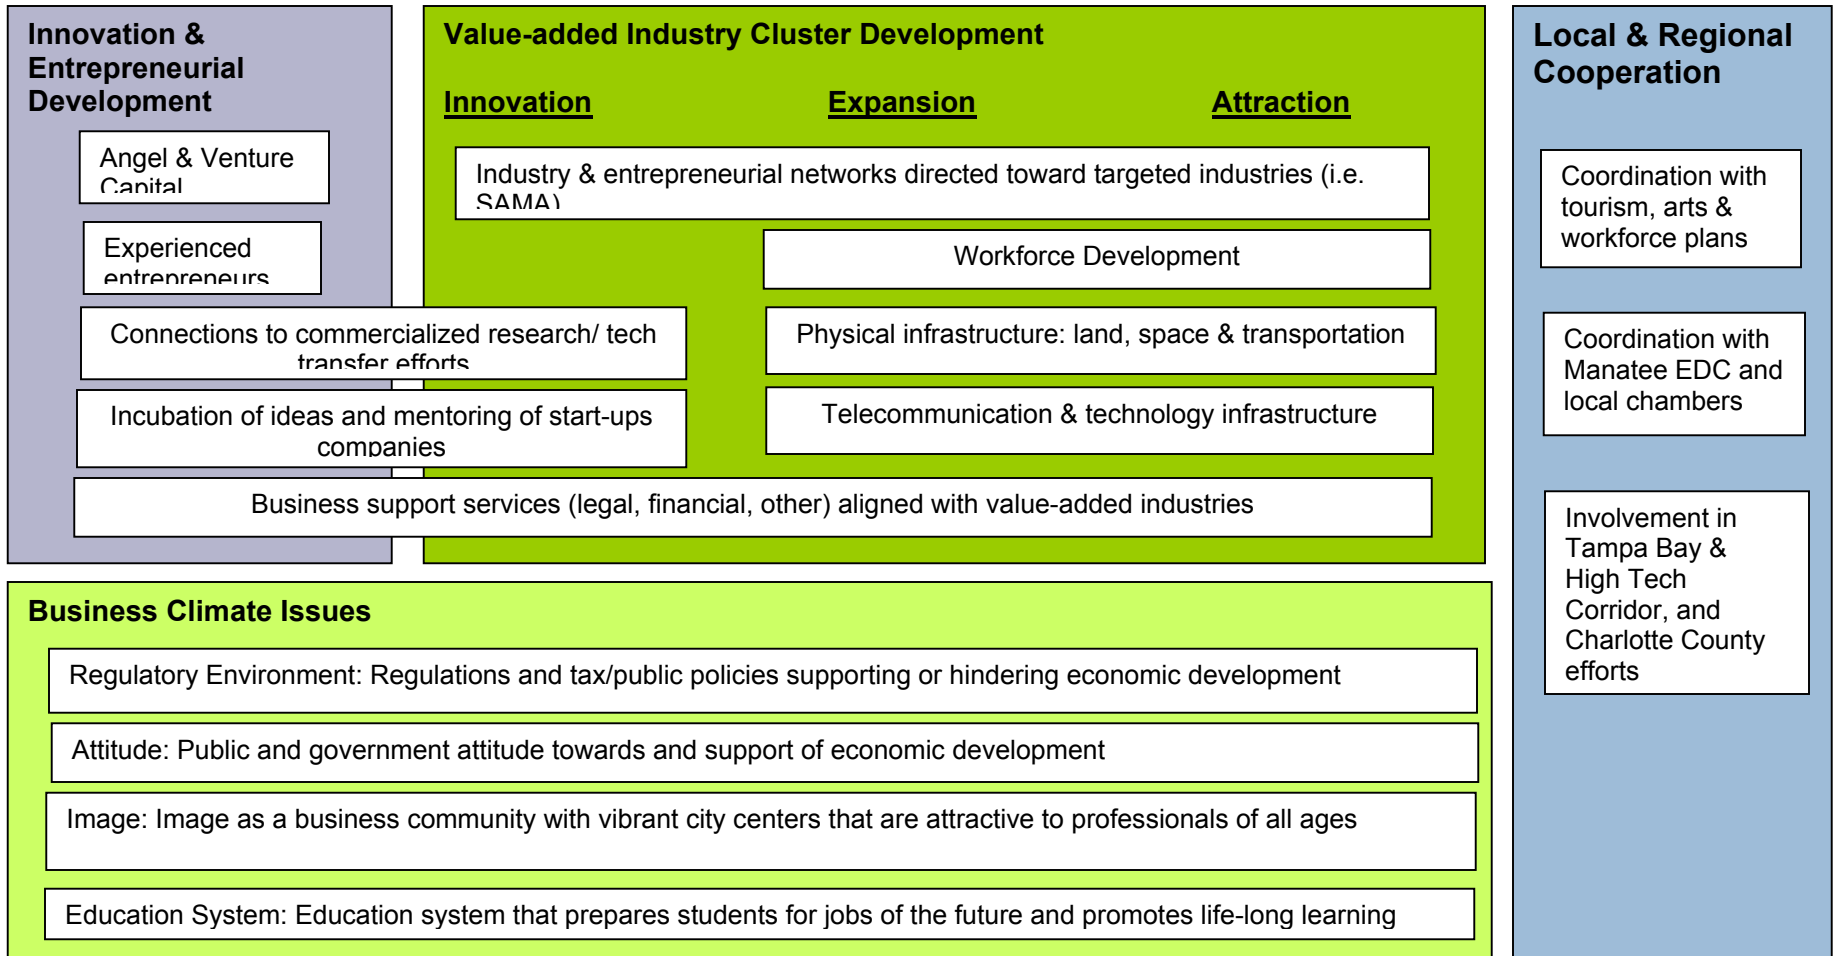 Innovation &
Entrepreneurial
Development
Angel & Venture
Capital
Experienced
entrepreneurs
Value-added Industry Cluster Development
Innovation Expansion Attraction
Industry & entrepreneurial networks directed toward targeted industries (i.e.
SAMA)
Workforce Development
Connections to commercialized research/ tech
transfer efforts
Physical infrastructure: land, space & transportation
Incubation of ideas and mentoring of start-ups
companies
Telecommunication & technology infrastructure
Business support services (legal, financial, other) aligned with value-added industries
Business Climate Issues
Regulatory Environment: Regulations and tax/public policies supporting or hindering economic development
Attitude: Public and government attitude towards and support of economic development
Image: Image as a business community with vibrant city centers that are attractive to professionals of all ages
Education System: Education system that prepares students for jobs of the future and promotes life-long learning
Local & Regional
Cooperation
Coordination with
tourism, arts &
workforce plans
Coordination with
Manatee EDC and
local chambers
Involvement in
Tampa Bay &
High Tech
Corridor, and
Charlotte County
efforts